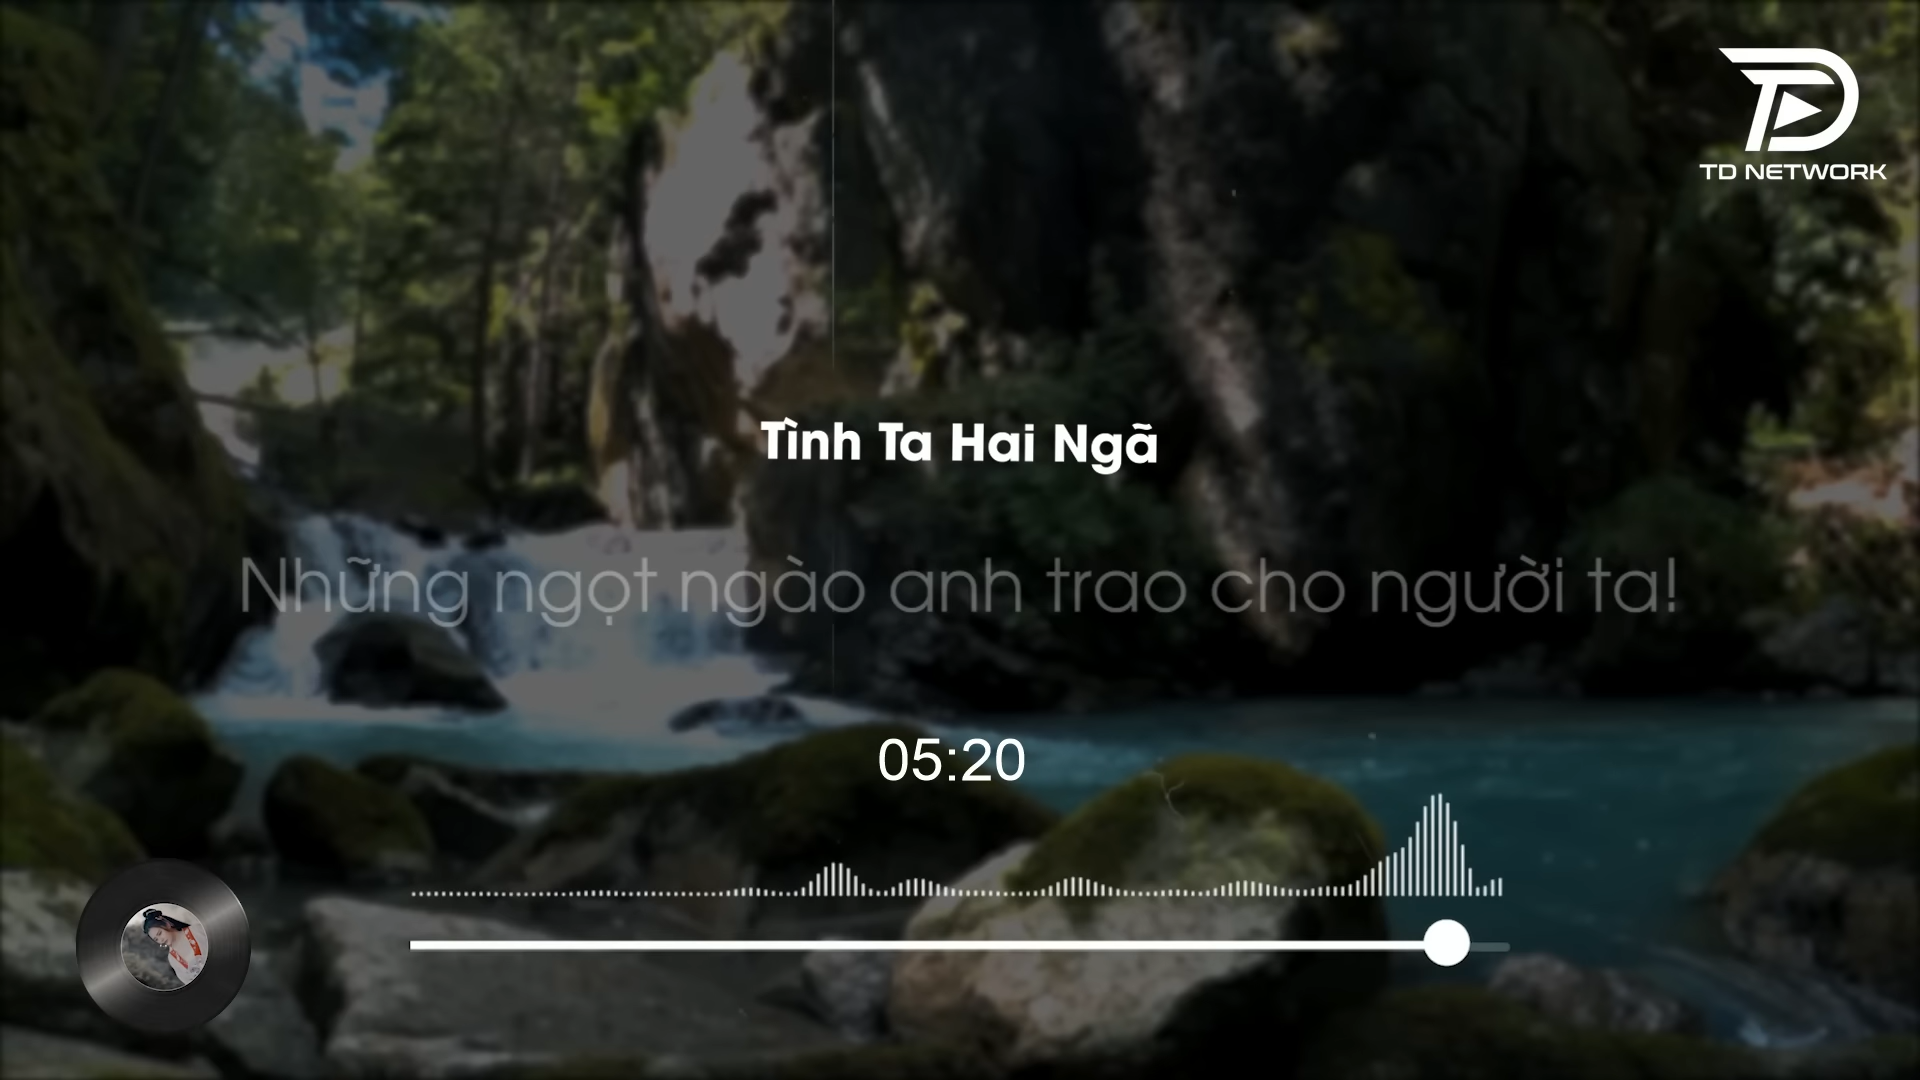 TD NETWORK
Tình Ta Hai Ngã
Những ngọt ngào anh trao cho người ta!
05:20